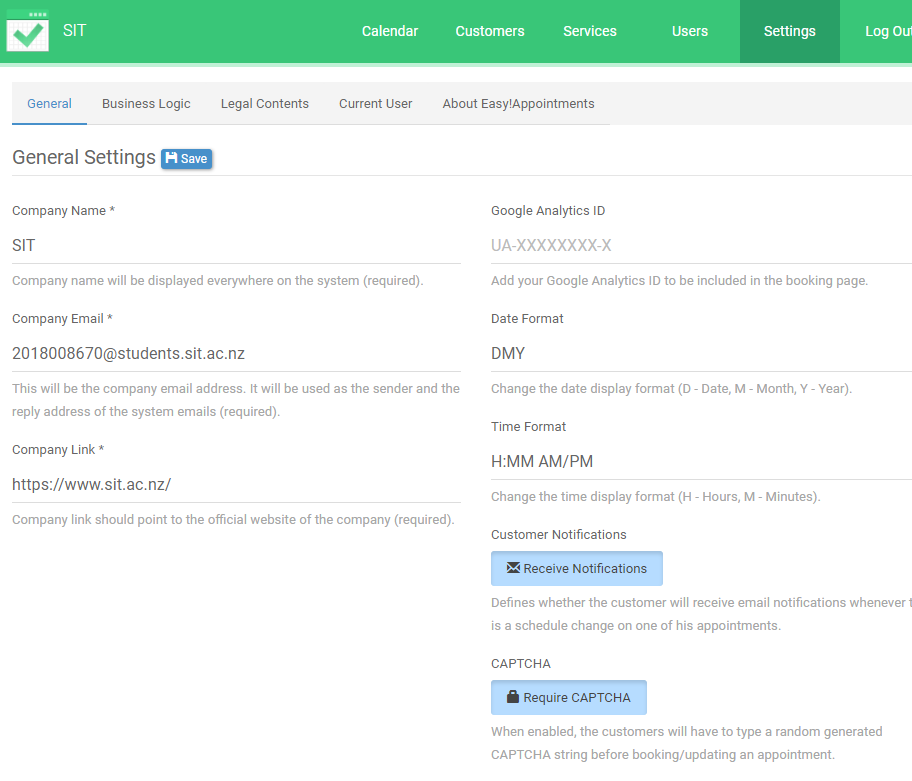 SIT
Calendar
Customers
Services
Users
Settings
Log Out
General
Business Logic
Legal Contents
Current User
About Easy!Appointments
General Settings
Save
Company Name *
SIT
Company name will be displayed everywhere on the system (required).
Company Email *
2018008670@students.sit.ac.nz
This will be the company email address. It will be used as the sender and the
reply address of the system emails (required).
Company Link *
https://www.sit.ac.nz/
Company link should point to the official website of the company (required).
Google Analytics ID
UA-XXXXXXXX-X
Add your Google Analytics ID to be included in the booking page.
Date Format
DMY
Change the date display format (D - Date, M - Month, Y - Year).
Time Format
H:MM AM/PM
Change the time display format (H - Hours, M - Minutes).
Customer Notifications
Receive Notifications
Defines whether the customer will receive email notifications whenever
is a schedule change on one of his appointments.
CAPTCHA
Require CAPTCHA
When enabled, the customers will have to type a random generated
CAPTCHA string before booking/updating an appointment.